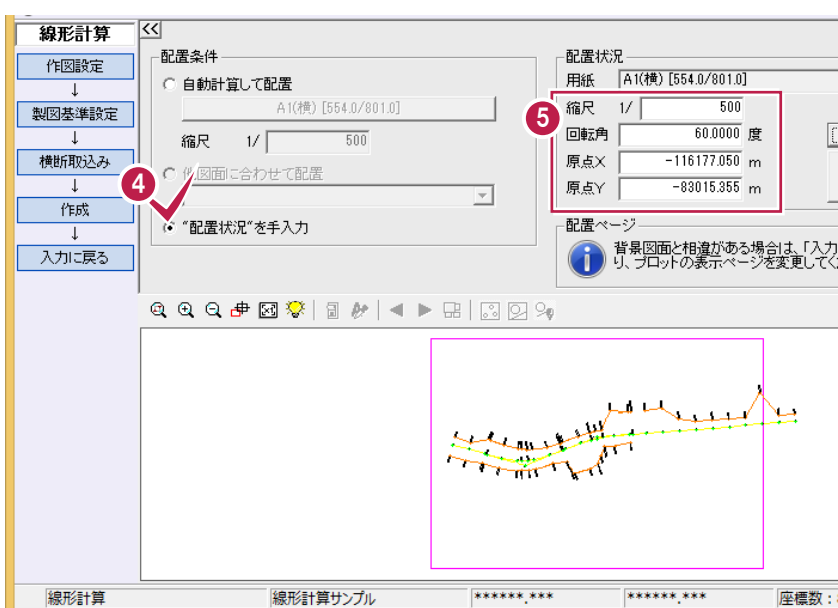 線形計算
<<
作図設定
↓
製図基準設定
↓
横断取込み
↓
作成
↓
入力に戻る
配置条件
自動計算して配置
A1(横) [554.0/801.0]
縮尺 1/ 500
4
他図面に合わせて配置
"配置状況"を手入力
配置状況
用紙 A1(横) [554.0/801.0]
5
縮尺 1/ 500
回転角 60.0000 度
原点X -116177.050 m
原点Y -83015.355 m
配置ページ
背景図面と相違がある場合は、「入力
り、プロットの表示ページを変更してく
線形計算 線形計算サンプル ******.*** ******.*** 座標数: